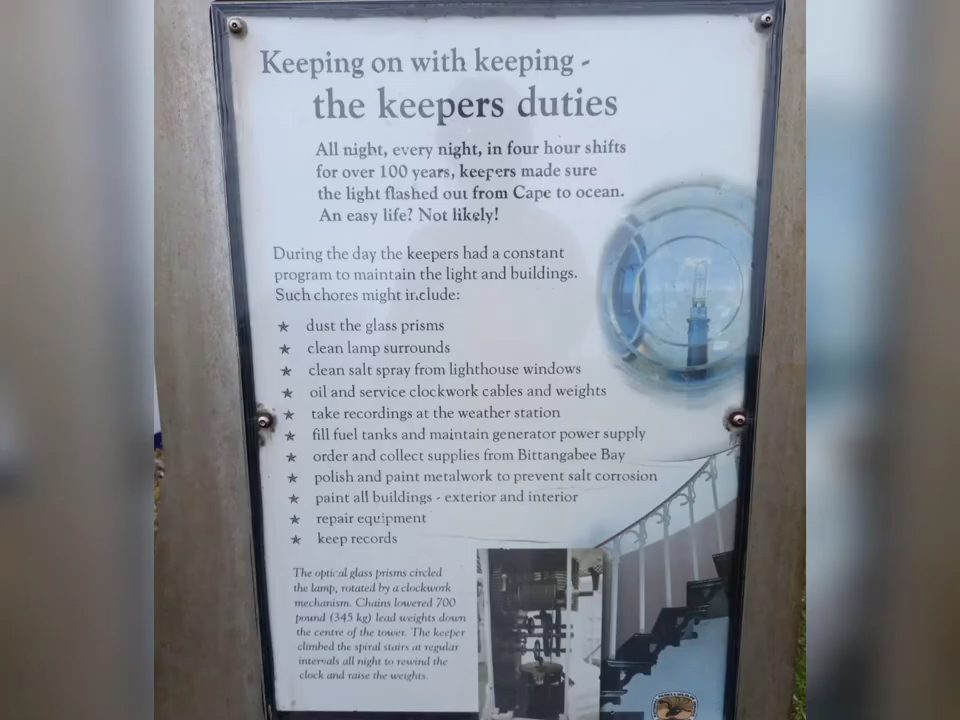 Keeping on with keeping -
the keepers duties
All night, every night, in four hour shifts
for over 100 years, keepers made sure
the light flashed out from Cape to ocean.
An easy life? Not likely!
During the day the keepers had a constant
program to maintain the light and buildings.
Such chores might include:
★ dust the glass prisms
★ clean lamp surrounds
★ clean salt spray from lighthouse windows
★ oil and service clockwork cables and weights
★ take recordings at the weather station
★ fill fuel tanks and maintain generator power supply
★ order and collect supplies from Bittangabee Bay
★ polish and paint metalwork to prevent salt corrosion
★ paint all buildings - exterior and interior
★ repair equipment
★ keep records
The optical glass prisms circled
the lamp, rotated by a clockwork
mechanism. Chains lowered 700
pound (345 kg) lead weights down
the centre of the tower. The keeper
climbed the spiral stairs at regular
intervals all night to rewind the
clock and raise the weights.